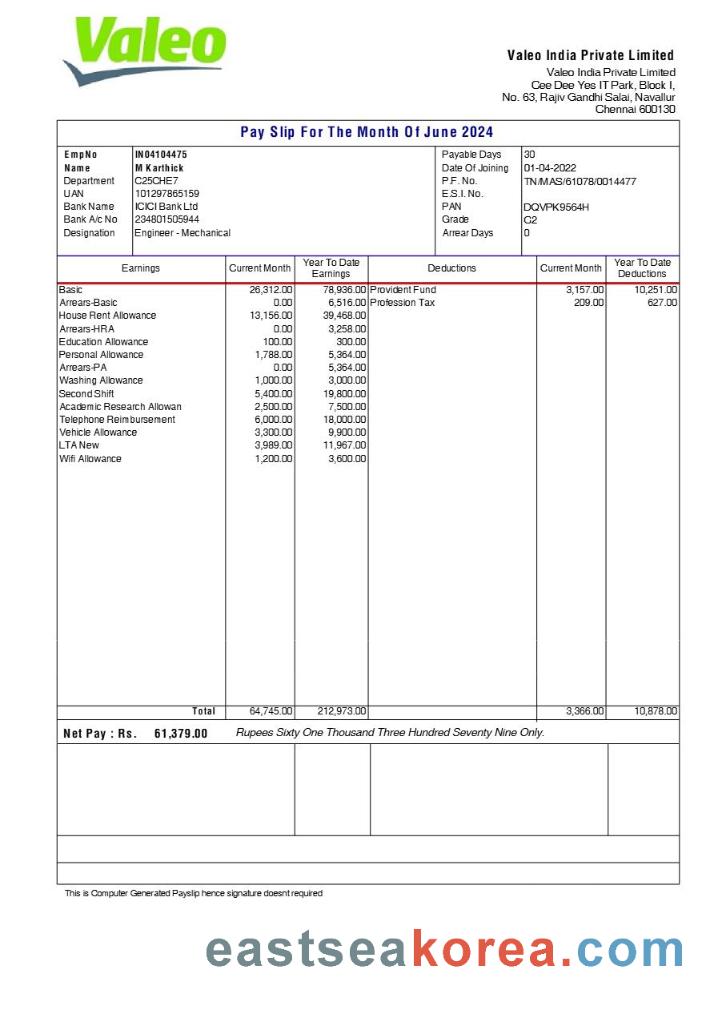 Valeo
Valeo India Private Limited
Valeo India Private Limited
Cee Dee Yes IT Park, Block I,
No. 63, Rajiv Gandhi Salai, Navallur
Chennai 600130
Pay Slip For The Month Of June 2024
EmpNo IN04104475 Payable Days 30
Name M Karthick Date Of Joining 01-04-2022
Department C25CHE7 P.F. No. TN/MAS/61078/0014477
UAN 101297865159 E.S.I. No.
Bank Name ICICI Bank Ltd PAN DQVPK9564H
Bank A/c No 234801505944 Grade C2
Designation Engineer - Mechanical Arrear Days 0
Earnings Current Month Year To Date Earnings Deductions Current Month Year To Date Deductions
Basic 26,312.00 78,936.00 Provident Fund 3,157.00 10,251.00
Arrears-Basic 0.00 6,516.00 Profession Tax 209.00 627.00
House Rent Allowance 13,156.00 39,468.00
Arrears-HRA 0.00 3,258.00
Education Allowance 100.00 300.00
Personal Allowance 1,788.00 5,364.00
Arrears-PA 0.00 5,364.00
Washing Allowance 1,000.00 3,000.00
Second Shift 5,400.00 19,800.00
Academic Research Allowan 2,500.00 7,500.00
Telephone Reimbursement 6,000.00 18,000.00
Vehicle Allowance 3,300.00 9,900.00
LTA New 3,989.00 11,967.00
Wifi Allowance 1,200.00 3,600.00
Total 64,745.00 212,973.00 3,366.00 10,878.00
Net Pay : Rs. 61,379.00 Rupees Sixty One Thousand Three Hundred Seventy Nine Only.
This is Computer Generated Payslip hence signature doesnt required
eastseakorea.com